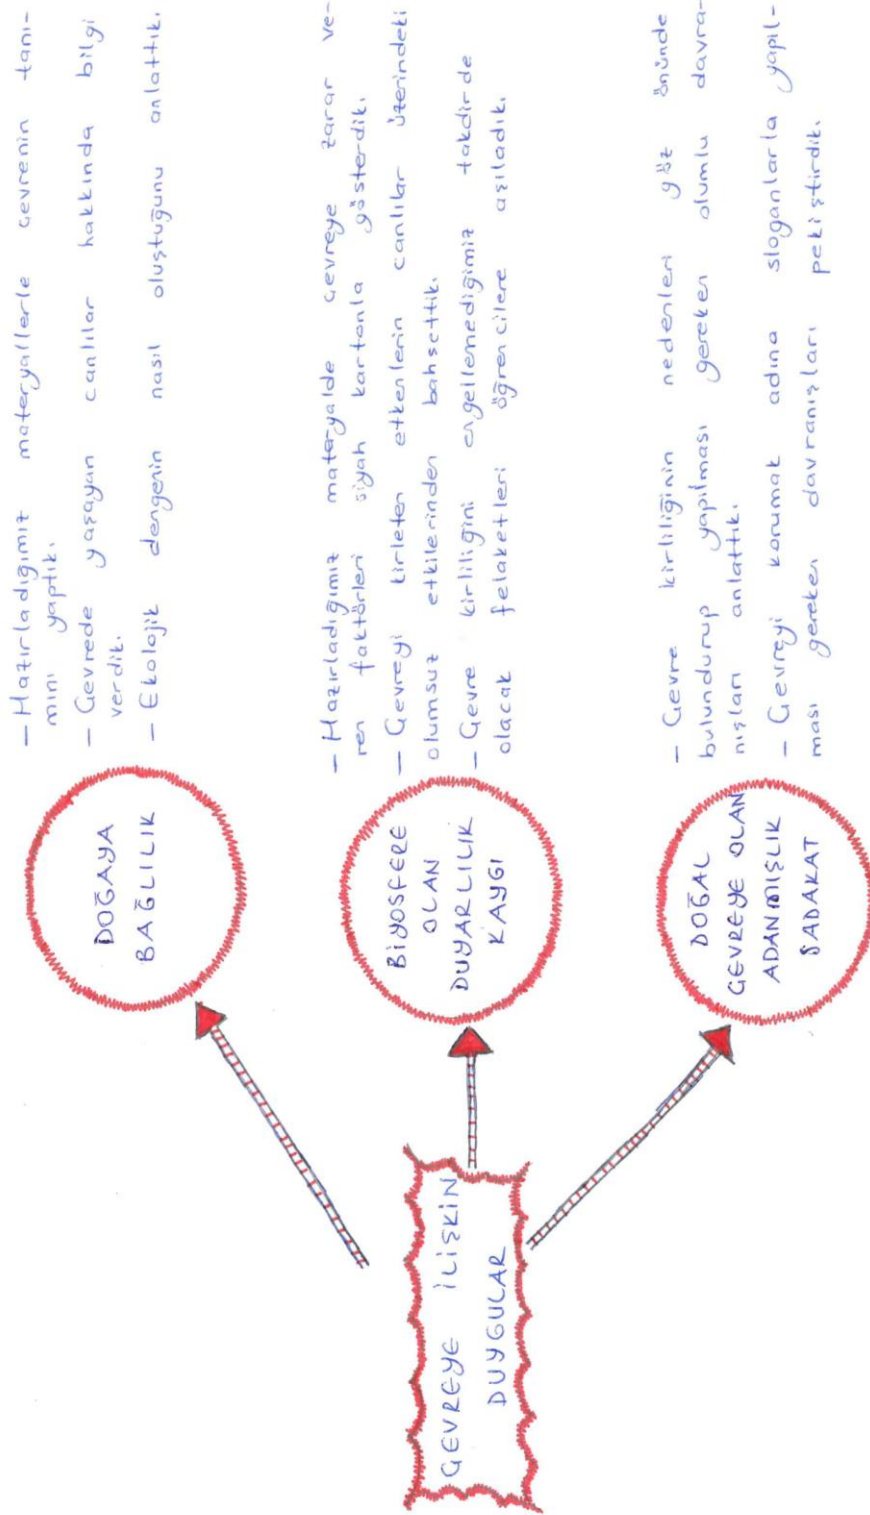 ÇEVREYE İLİŞKİN
DUYGULAR
DOĞAYA
BAĞLILIK
- Hazırladığımız materyallerle çevrenin tanı-
mını yaptık.
- Çevrede yaşayan canlılar hakkında bilgi
verdik.
- Ekolojik dengenin nasıl oluştuğunu anlattık.
BİYOSFERE
OLAN
DUYARLILIK
KAYGI
- Hazırladığımız materyalde çevreye zarar ve-
ren faktörleri siyah kartonla gösterdik.
- Çevreyi kirleten etkenlerin canlılar üzerindeki
olumsuz etkilerinden bahsettik.
- Çevre kirliliğini engellemediğimiz takdirde
olacak felaketleri öğrencilere aşıladık.
DOĞAL
ÇEVREYE OLAN
ADANMIŞLIK
SADAKAT
- Çevre kirliliğinin nedenleri göz önünde
bulundurup yapılması gereken olumlu davra-
nışları anlattık.
- Çevreyi korumak adına sloganlarla yapıl-
ması gereken davranışları pekiştirdik.